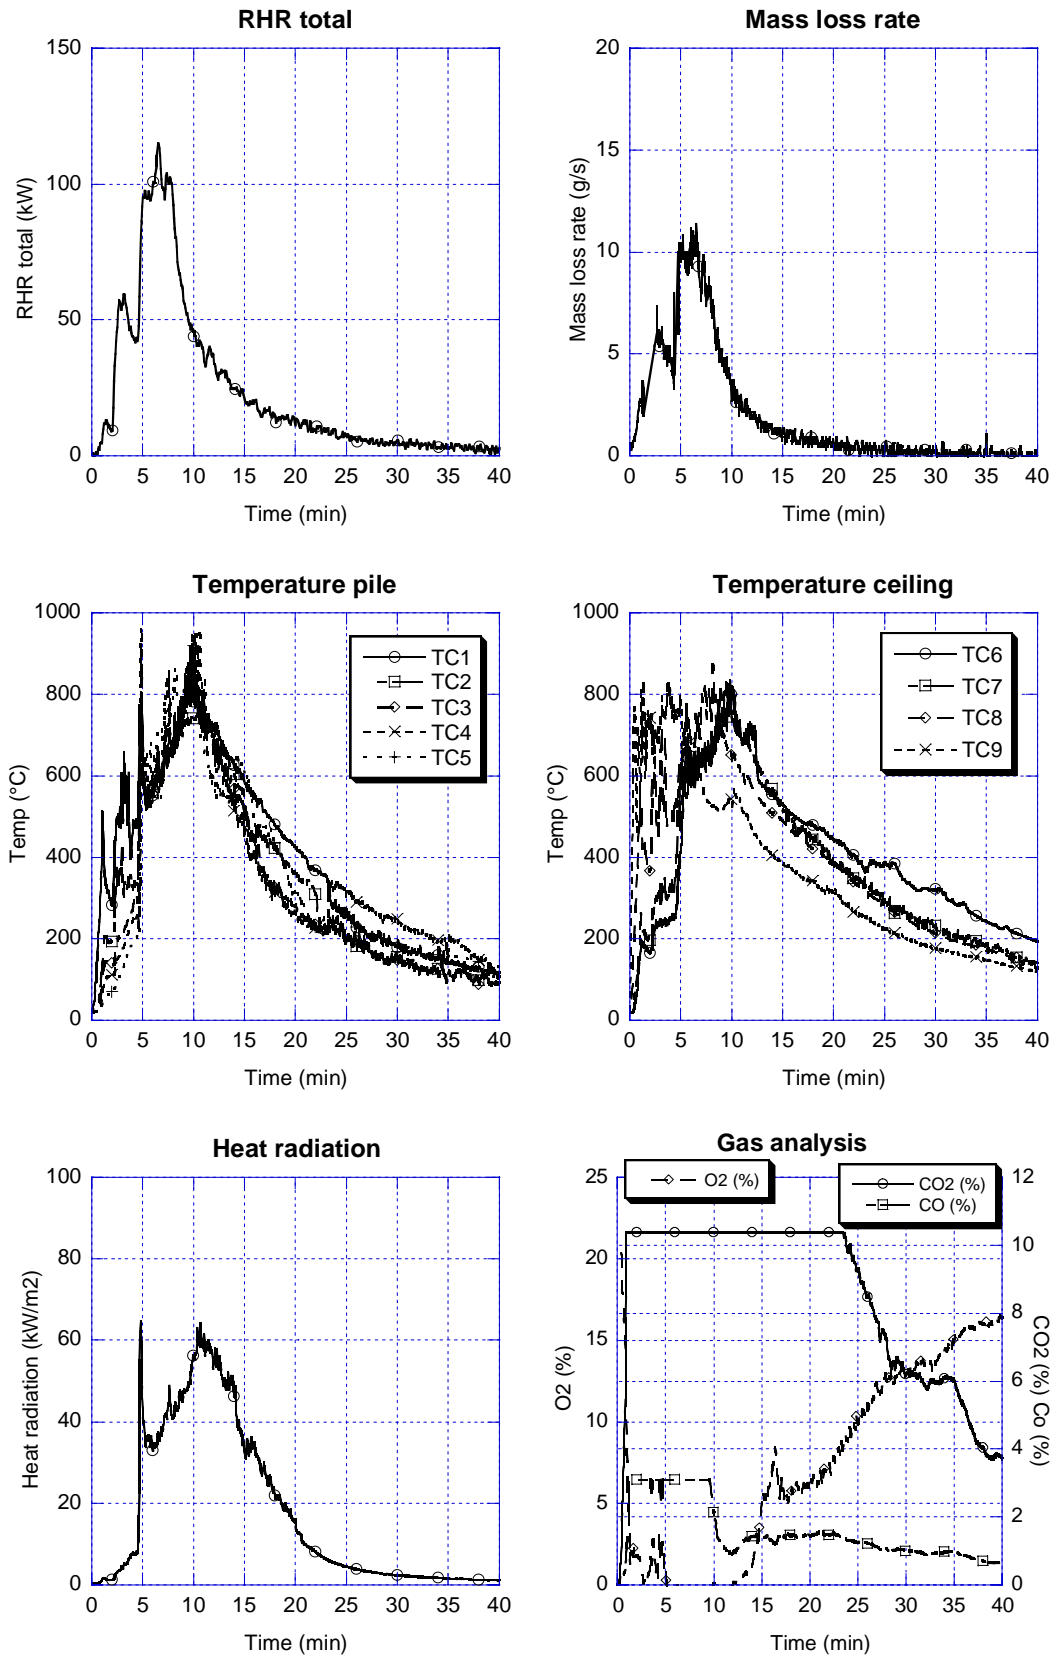 RHR total
150
100
50
0
RHR total (kW)
0 5 10 15 20 25 30 35 40
Time (min)
Mass loss rate
20
15
10
5
0
Mass loss rate (g/s)
0 5 10 15 20 25 30 35 40
Time (min)
Temperature pile
1000
800
600
400
200
0
Temp (°C)
TC1
TC2
TC3
TC4
TC5
0 5 10 15 20 25 30 35 40
Time (min)
Temperature ceiling
1000
800
600
400
200
0
Temp (°C)
TC6
TC7
TC8
TC9
0 5 10 15 20 25 30 35 40
Time (min)
Heat radiation
100
80
60
40
20
0
Heat radiation (kW/m2)
0 5 10 15 20 25 30 35 40
Time (min)
Gas analysis
O2 (%)
CO2 (%)
CO (%)
25
20
15
10
5
0
O2 (%)
12
10
8
6
4
2
0
CO2 (%) Co (%)
0 5 10 15 20 25 30 35 40
Time (min)